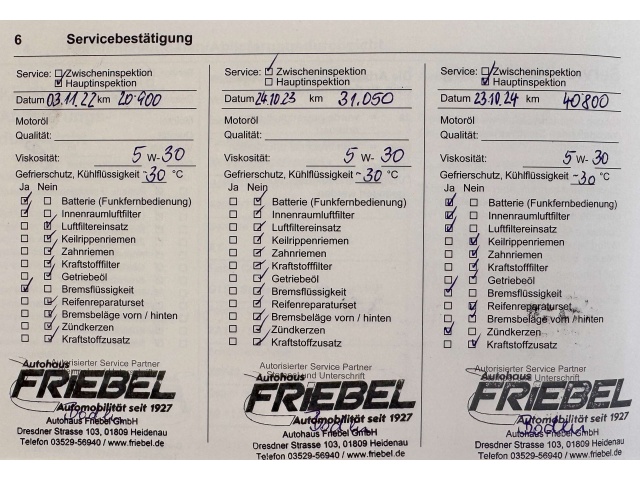 6 Servicebestätigung
Service: Zwischeninspektion
Hauptinspektion
Datum 03.11.22 km 20.900
Motoröl
Qualität:
Viskosität: 5 W- 30
Gefrierschutz, Kühlflüssigkeit -30 °C
Ja Nein
Batterie (Funkfernbedienung)
Innenraumluftfilter
Luftfiltereinsatz
Keilrippenriemen
Zahnriemen
Kraftstofffilter
Getriebeöl
Bremsflüssigkeit
Reifenreparaturset
Bremsbeläge vorn / hinten
Zündkerzen
Kraftstoffzusatz
Autorisierter Service Partner
Autohaus
FRIEBEL
Automobilität seit 1927
Autohaus Friebel GmbH
Dresdner Strasse 103, 01809 Heidenau
Telefon 03529-56940 / www.friebel.de
Service: Zwischeninspektion
Hauptinspektion
Datum 24.10.23 km 31.050
Motoröl
Qualität:
Viskosität: 5 W- 30
Gefrierschutz, Kühlflüssigkeit -30 °C
Ja Nein
Batterie (Funkfernbedienung)
Innenraumluftfilter
Luftfiltereinsatz
Keilrippenriemen
Zahnriemen
Kraftstofffilter
Getriebeöl
Bremsflüssigkeit
Reifenreparaturset
Bremsbeläge vorn / hinten
Zündkerzen
Kraftstoffzusatz
Autorisierter Service Partner
Autohaus und Unterschrift
FRIEBEL
Automobilität seit 1927
Autohaus Friebel GmbH
Dresdner Strasse 103, 01809 Heidenau
Telefon 03529-56940 / www.friebel.de
Service: Zwischeninspektion
Hauptinspektion
Datum 23.10.24 km 40800
Motoröl
Qualität:
Viskosität: 5 W- 30
Gefrierschutz, Kühlflüssigkeit -30 °C
Ja Nein
Batterie (Funkfernbedienung)
Innenraumluftfilter
Luftfiltereinsatz
Keilrippenriemen
Zahnriemen
Kraftstofffilter
Getriebeöl
Bremsflüssigkeit
Reifenreparaturset
Bremsbeläge vorn / hinten
Zündkerzen
Kraftstoffzusatz
Autorisierter Service Partner
Autohaus Unterschrift
FRIEBEL
Automobilität seit 1927
Autohaus Friebel GmbH
Dresdner Strasse 103, 01809 Heidenau
Telefon 03529-56940 / www.friebel.de